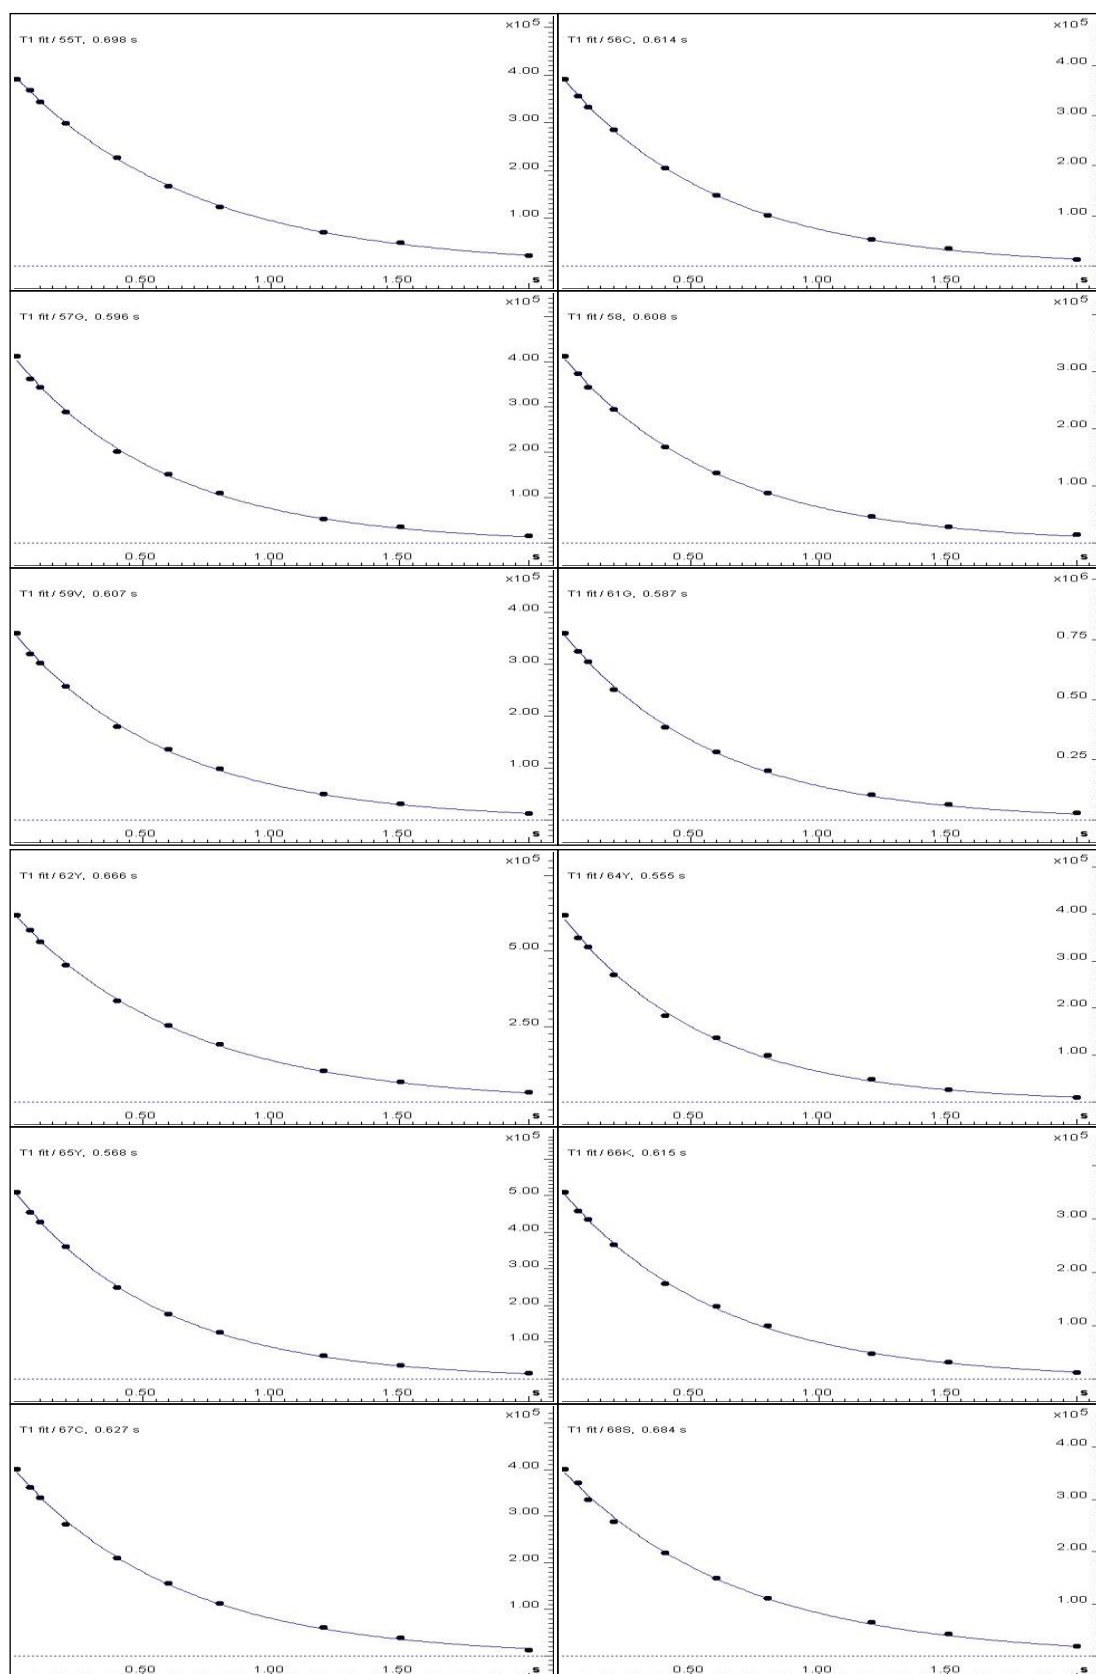 T1 fit / 55T, 0.698 s
x10^5
4.00
3.00
2.00
1.00
0.50 1.00 1.50 s
T1 fit / 56C, 0.614 s
x10^5
4.00
3.00
2.00
1.00
0.50 1.00 1.50 s
T1 fit / 57G, 0.596 s
x10^5
4.00
3.00
2.00
1.00
0.50 1.00 1.50 s
T1 fit / 58, 0.608 s
x10^5
3.00
2.00
1.00
0.50 1.00 1.50 s
T1 fit / 59V, 0.607 s
x10^5
4.00
3.00
2.00
1.00
0.50 1.00 1.50 s
T1 fit / 61G, 0.587 s
x10^6
0.75
0.50
0.25
0.50 1.00 1.50 s
T1 fit / 62Y, 0.666 s
x10^5
5.00
2.50
0.50 1.00 1.50 s
T1 fit / 64Y, 0.555 s
x10^5
4.00
3.00
2.00
1.00
0.50 1.00 1.50 s
T1 fit / 65Y, 0.568 s
x10^5
5.00
4.00
3.00
2.00
1.00
0.50 1.00 1.50 s
T1 fit / 66K, 0.615 s
x10^5
3.00
2.00
1.00
0.50 1.00 1.50 s
T1 fit / 67C, 0.627 s
x10^5
4.00
3.00
2.00
1.00
0.50 1.00 1.50 s
T1 fit / 68S, 0.684 s
x10^5
4.00
3.00
2.00
1.00
0.50 1.00 1.50 s